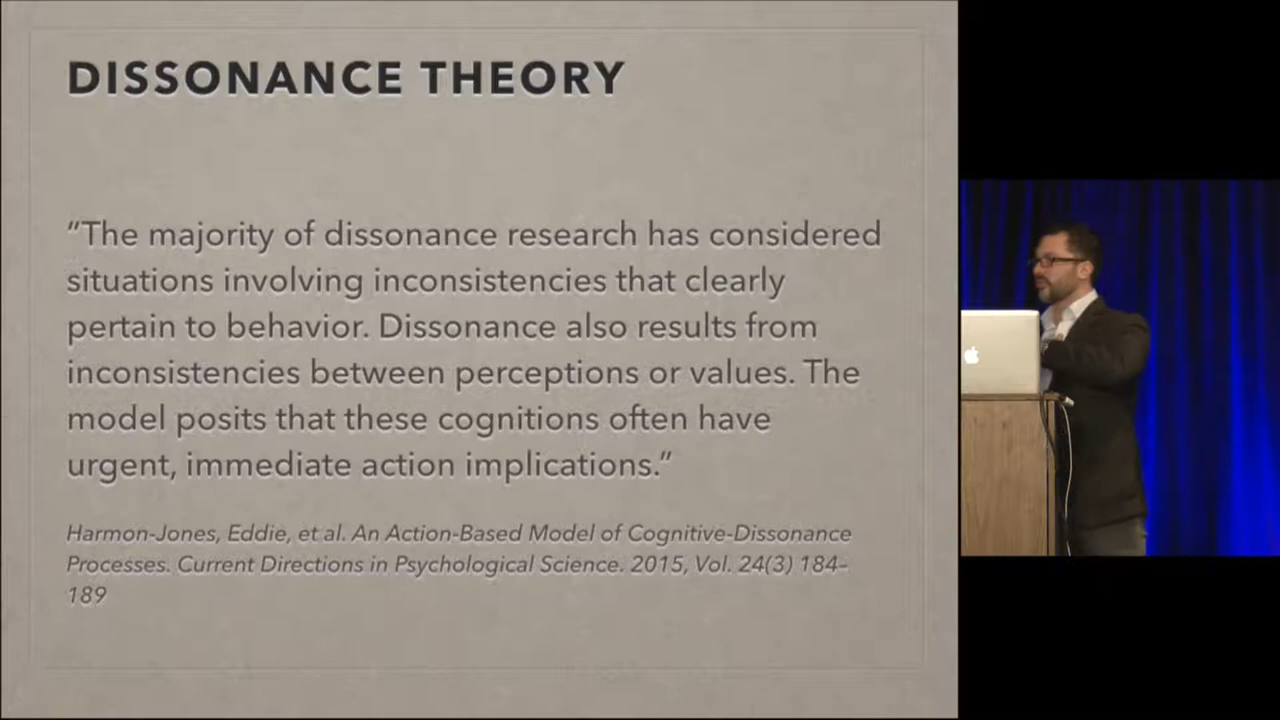 DISSONANCE THEORY
“The majority of dissonance research has considered
situations involving inconsistencies that clearly
pertain to behavior. Dissonance also results from
inconsistencies between perceptions or values. The
model posits that these cognitions often have
urgent, immediate action implications.”
Harmon-Jones, Eddie, et al. An Action-Based Model of Cognitive-Dissonance
Processes. Current Directions in Psychological Science. 2015, Vol. 24(3) 184–
189